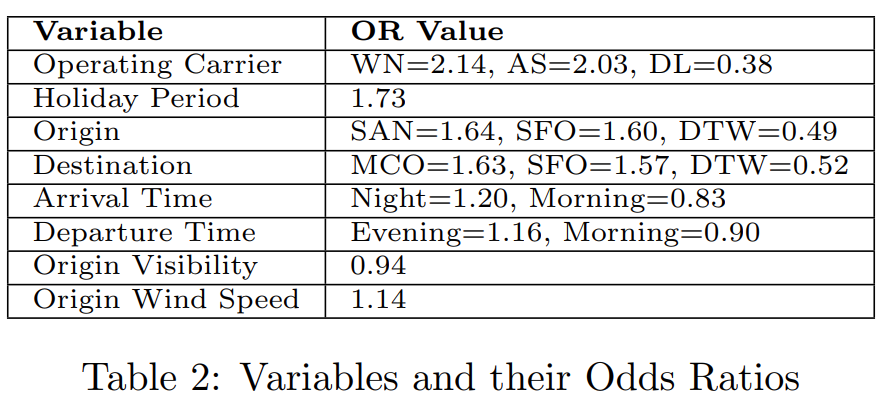 Variable OR Value
Operating Carrier WN=2.14, AS=2.03, DL=0.38
Holiday Period 1.73
Origin SAN=1.64, SFO=1.60, DTW=0.49
Destination MCO=1.63, SFO=1.57, DTW=0.52
Arrival Time Night=1.20, Morning=0.83
Departure Time Evening=1.16, Morning=0.90
Origin Visibility 0.94
Origin Wind Speed 1.14
Table 2: Variables and their Odds Ratios